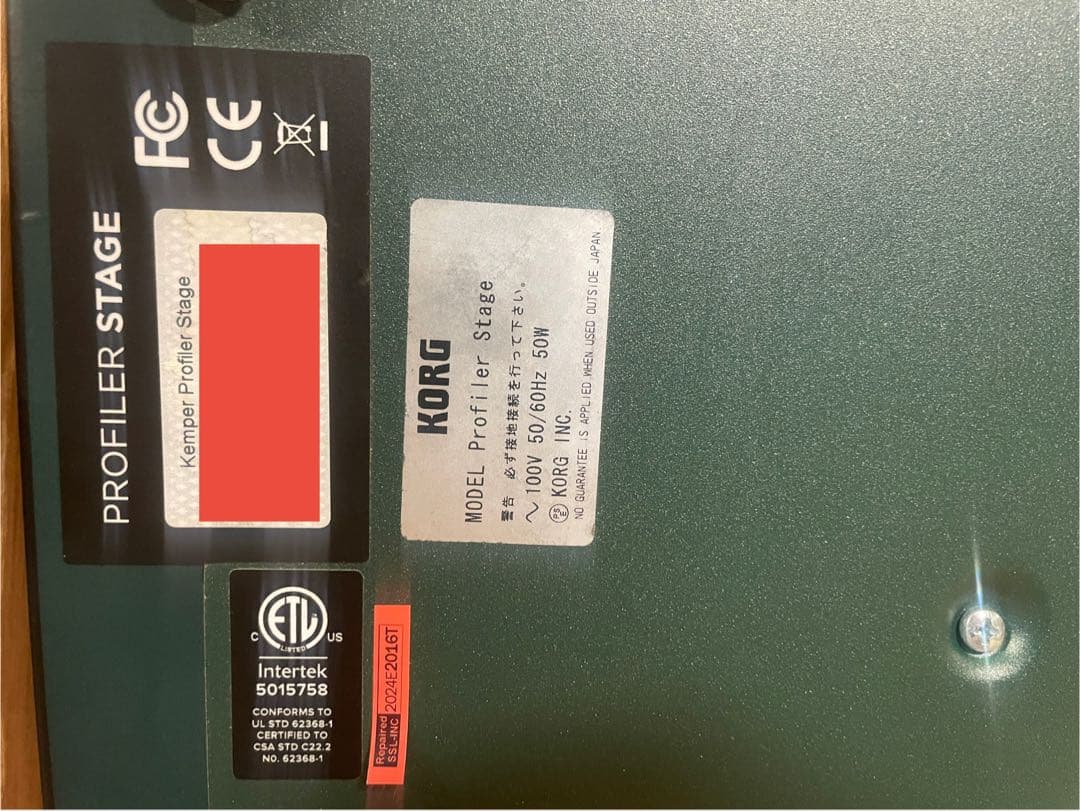 PROFILER STAGE
FC CE
Kemper Profiler Stage
KORG
MODEL Profiler Stage
警告 必ず接地接続を行って下さい。
〜 100V 50/60Hz 50W
PSE KORG INC.
NO GUARANTEE IS APPLIED WHEN USED OUTSIDE JAPAN
C ETL US
LISTED
Intertek
5015758
CONFORMS TO
UL STD 62368-1
CERTIFIED TO
CSA STD C22.2
NO. 62368-1
Repaired
SSL-INC 2024E2016T